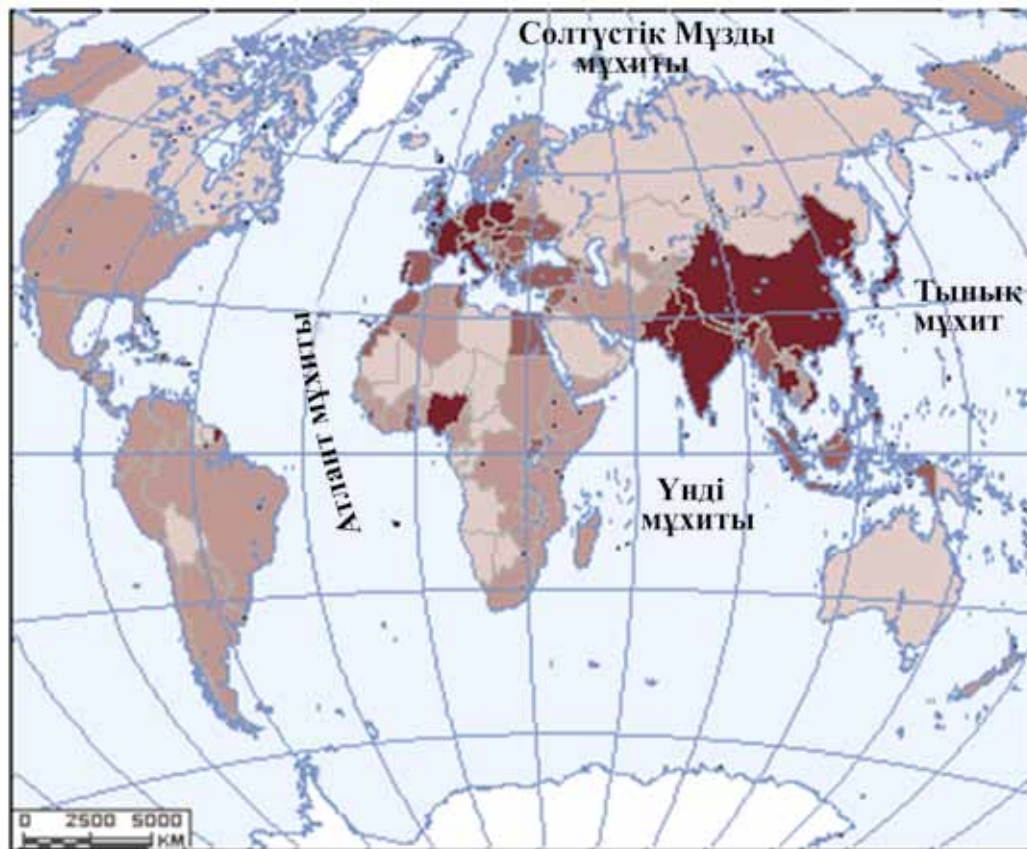 Солтүстік Мұзды
мұхиты
Тынық
мұхит
Атлант мұхиты
Үнді
мұхиты
0 2500 5000
КМ